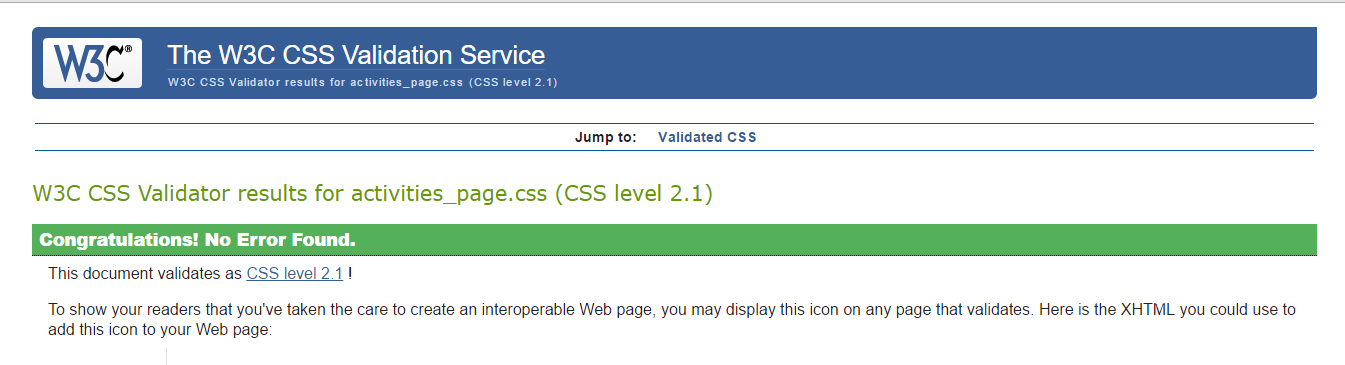 W3C®
The W3C CSS Validation Service
W3C CSS Validator results for activities_page.css (CSS level 2.1)
Jump to: Validated CSS
W3C CSS Validator results for activities_page.css (CSS level 2.1)
Congratulations! No Error Found.
This document validates as CSS level 2.1 !
To show your readers that you've taken the care to create an interoperable Web page, you may display this icon on any page that validates. Here is the XHTML you could use to
add this icon to your Web page: